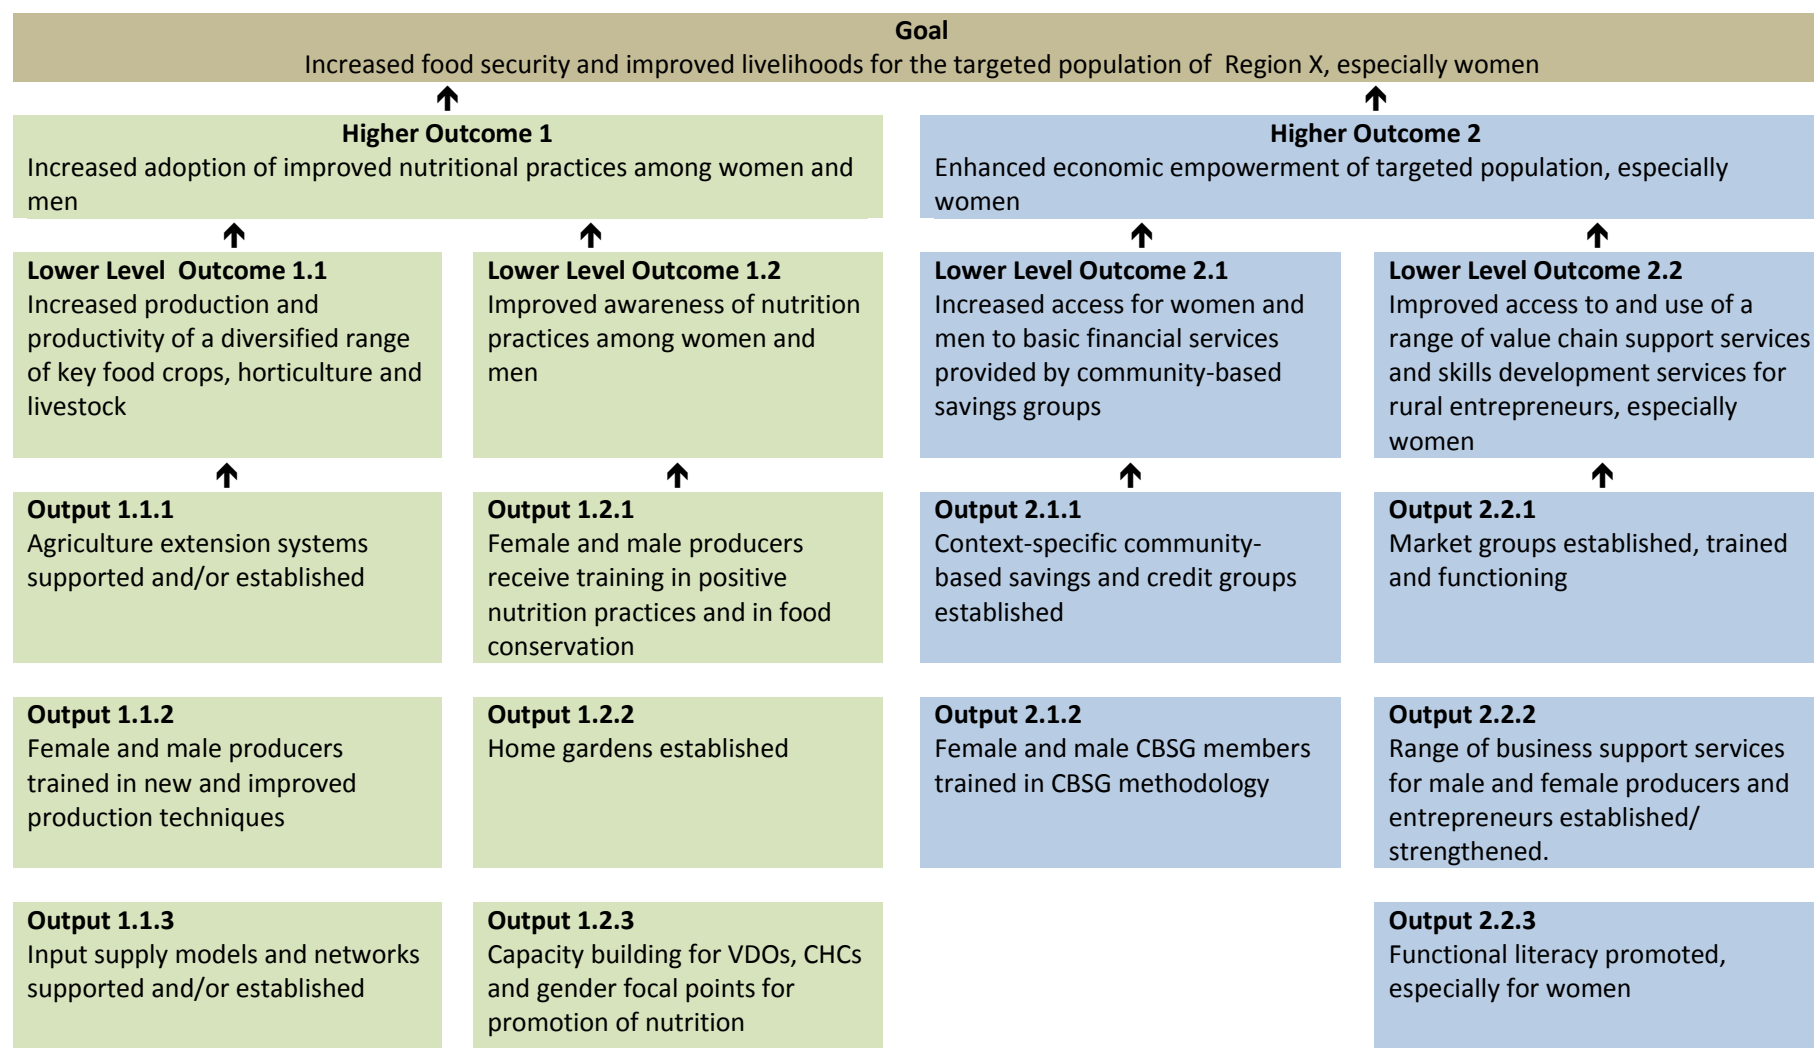 Goal
Increased food security and improved livelihoods for the targeted population of Region X, especially women
Higher Outcome 1
Increased adoption of improved nutritional practices among women and
men
Higher Outcome 2
Enhanced economic empowerment of targeted population, especially
women
Lower Level Outcome 1.1
Increased production and
productivity of a diversified range
of key food crops, horticulture and
livestock
Lower Level Outcome 1.2
Improved awareness of nutrition
practices among women and
men
Lower Level Outcome 2.1
Increased access for women and
men to basic financial services
provided by community-based
savings groups
Lower Level Outcome 2.2
Improved access to and use of a
range of value chain support services
and skills development services for
rural entrepreneurs, especially
women
Output 1.1.1
Agriculture extension systems
supported and/or established
Output 1.2.1
Female and male producers
receive training in positive
nutrition practices and in food
conservation
Output 2.1.1
Context-specific community-
based savings and credit groups
established
Output 2.2.1
Market groups established, trained
and functioning
Output 1.1.2
Female and male producers
trained in new and improved
production techniques
Output 1.2.2
Home gardens established
Output 2.1.2
Female and male CBSG members
trained in CBSG methodology
Output 2.2.2
Range of business support services
for male and female producers and
entrepreneurs established/
strengthened.
Output 1.1.3
Input supply models and networks
supported and/or established
Output 1.2.3
Capacity building for VDOs, CHCs
and gender focal points for
promotion of nutrition
Output 2.2.3
Functional literacy promoted,
especially for women